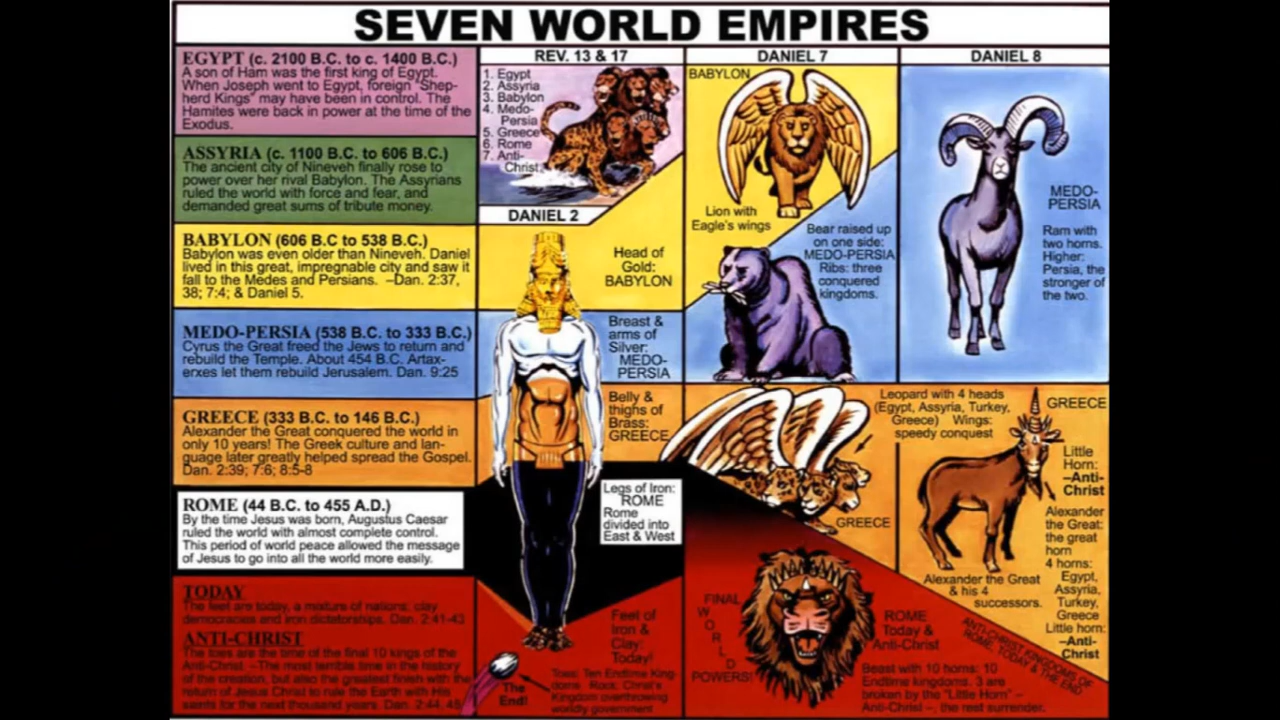 SEVEN WORLD EMPIRES
EGYPT (c. 2100 B.C. to c. 1400 B.C.)
A son of Ham was the first king of Egypt.
When Joseph went to Egypt, foreign "Shep-
herd Kings" may have been in control. The
Hamites were back in power at the time of the
Exodus.
ASSYRIA (c. 1100 B.C. to 606 B.C.)
The ancient city of Nineveh finally rose to
power over her rival Babylon. The Assyrians
ruled the world with force and fear, and
demanded great sums of tribute money.
BABYLON (606 B.C to 538 B.C.)
Babylon was even older than Nineveh. Daniel
lived in this great, impregnable city and saw it
fall to the Medes and Persians. –Dan. 2:37,
38; 7:4; & Daniel 5.
MEDO-PERSIA (538 B.C. to 333 B.C.)
Cyrus the Great freed the Jews to return and
rebuild the Temple. About 454 B.C. Artax-
erxes let them rebuild Jerusalem. Dan. 9:25
GREECE (333 B.C. to 146 B.C.)
Alexander the Great conquered the world in
only 10 years! The Greek culture and lan-
guage later greatly helped spread the Gospel.
Dan. 2:39; 7:6; 8:5-8
ROME (44 B.C. to 455 A.D.)
By the time Jesus was born, Augustus Caesar
ruled the world with almost complete control.
This period of world peace allowed the message
of Jesus to go into all the world more easily.
TODAY
The feet are today, a mixture of nations: clay
democracies and iron dictatorships. Dan. 2:41-43
ANTI-CHRIST
The toes are the time of the final 10 kings of the
Anti-Christ. –The most terrible time in the history
of the creation, but also the greatest finish with the
return of Jesus Christ to rule the Earth with His
saints for the next thousand years. Dan. 2:44, 45
REV. 13 & 17
1. Egypt
2. Assyria
3. Babylon
4. Medo-
Persia
5. Greece
6. Rome
7. Anti-
Christ
DANIEL 2
Head of
Gold:
BABYLON
Breast &
arms of
Silver:
MEDO-
PERSIA
Belly &
thighs of
Brass:
GREECE
Legs of Iron:
ROME
Rome
divided into
East & West
Feet of
Iron &
Clay:
Today!
Toes: Ten Endtime King-
doms. Rock: Christ's
Kingdom overthrowing
worldly government
The
End!
DANIEL 7
BABYLON
Lion with
Eagle's wings
Bear raised up
on one side:
MEDO-PERSIA
Ribs: three
conquered
kingdoms.
Leopard with 4 heads
(Egypt, Assyria, Turkey,
Greece) Wings:
speedy conquest
GREECE
FINAL
WORLD
POWERS!
ROME
Today &
Anti-Christ
Beast with 10 horns: 10
Endtime kingdoms. 3 are
broken by the "Little Horn" –
Anti-Christ –, the rest surrender.
DANIEL 8
MEDO-
PERSIA
Ram with
two horns.
Higher:
Persia, the
stronger of
the two.
GREECE
Little
Horn:
–Anti-
Christ
Alexander
the Great:
the great
horn
4 horns:
Egypt,
Assyria,
Turkey,
Greece
Little horn:
–Anti-
Christ
Alexander the Great
& his 4
successors.
ANTI-CHRIST KINGDOMS OF
ROME, TODAY & THE END